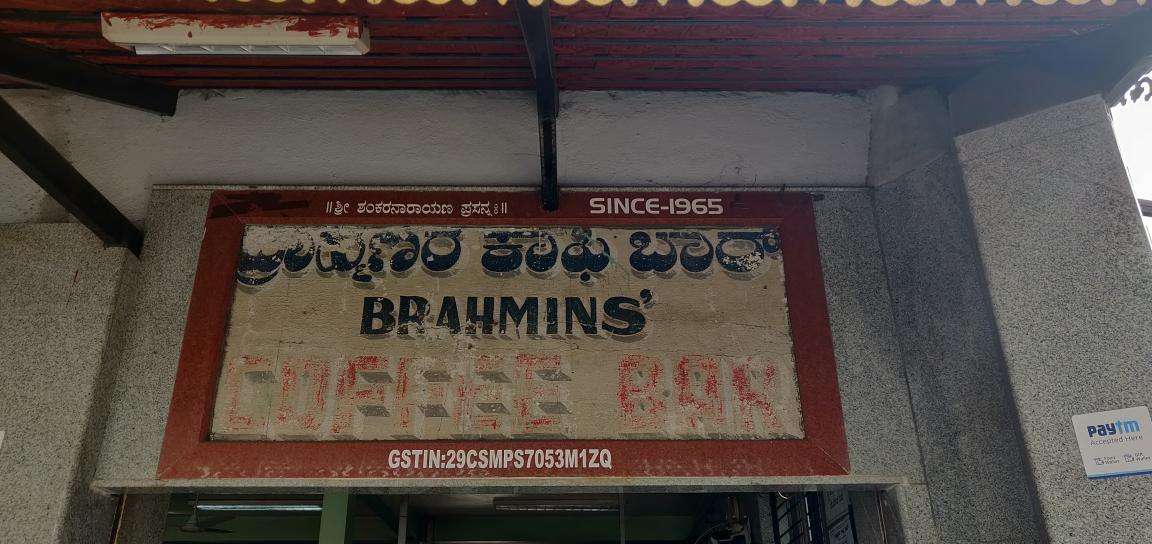 ॥ಶ್ರೀ ಶಂಕರನಾರಾಯಣ ಪ್ರಸನ್ನಃ॥
SINCE-1965
ಬ್ರಾಹ್ಮಣರ ಕಾಫಿ ಬಾರ್
BRAHMINS'
COFFEE BAR
GSTIN:29CSMPS7053M1ZQ
paytm
Accepted Here